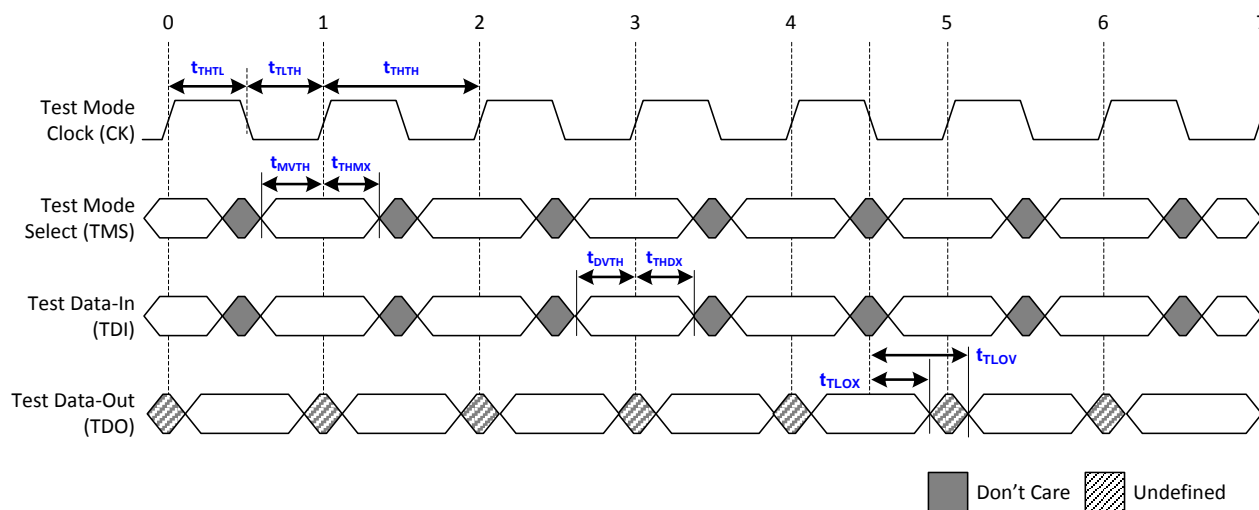 0 1 2 3 4 5 6 7
tTHTL tTLTH tTHTH
Test Mode
Clock (CK)
tMVTH tTHMX
Test Mode
Select (TMS)
tDVTH tTHDX
Test Data-In
(TDI)
tTLOV
tTLOX
Test Data-Out
(TDO)
Don't Care Undefined